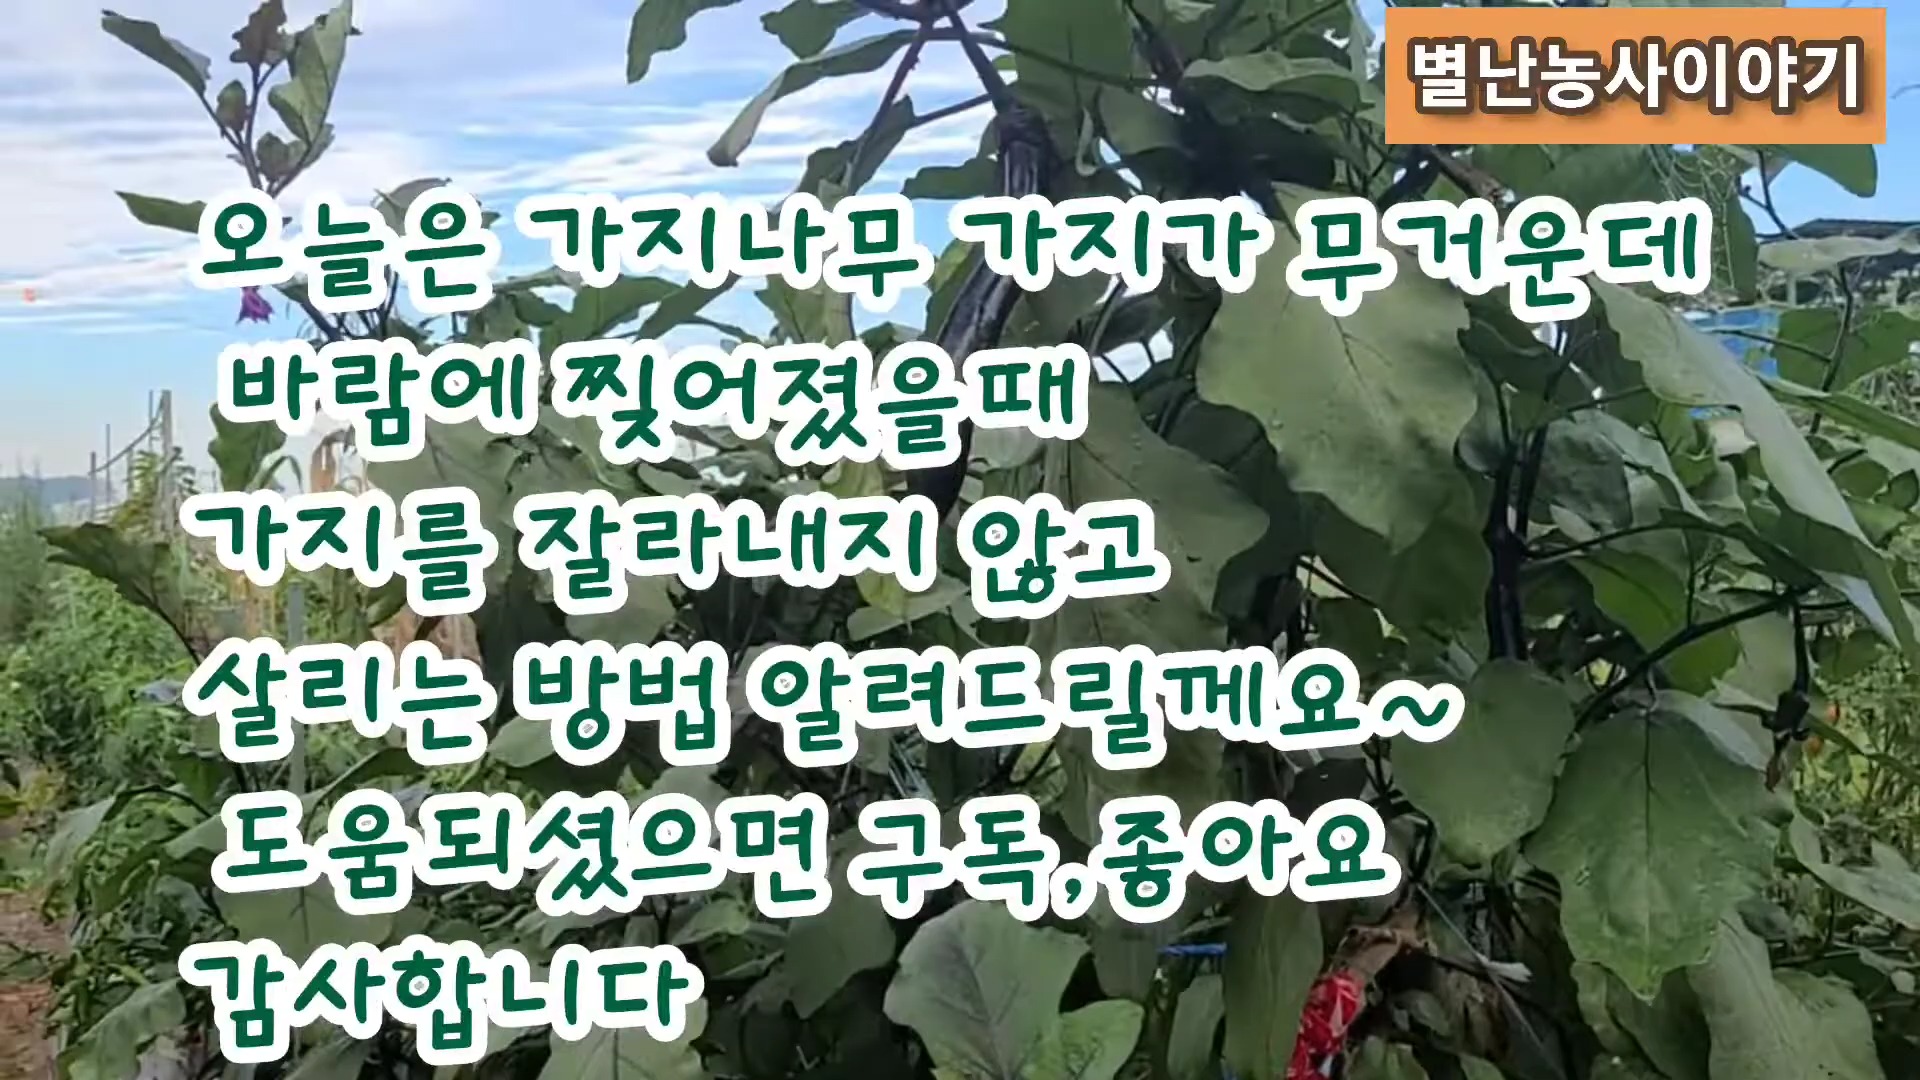 별난농사이야기
오늘은 가지나무 가지가 무거운데
바람에 찢어졌을때
가지를 잘라내지 않고
살리는 방법 알려드릴께요~
도움되셨으면 구독,좋아요
감사합니다